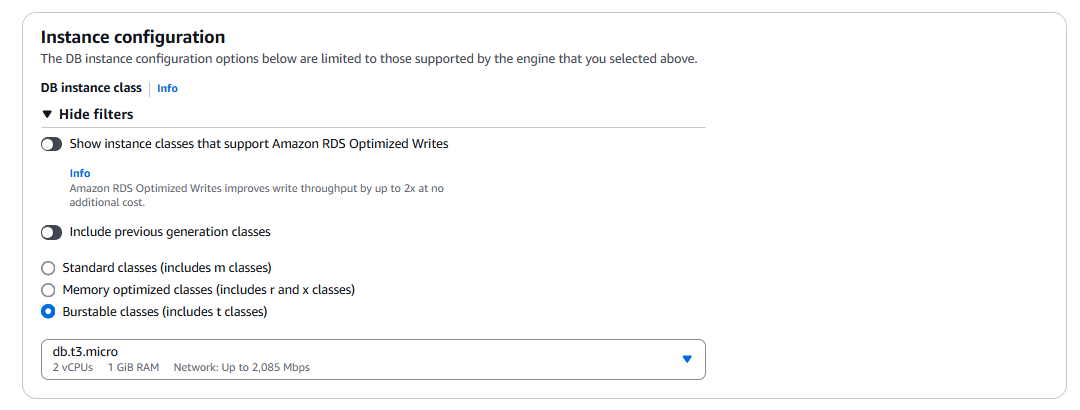 Instance configuration
The DB instance configuration options below are limited to those supported by the engine that you selected above.
DB instance class Info
Hide filters
Show instance classes that support Amazon RDS Optimized Writes
Info
Amazon RDS Optimized Writes improves write throughput by up to 2x at no
additional cost.
Include previous generation classes
Standard classes (includes m classes)
Memory optimized classes (includes r and x classes)
Burstable classes (includes t classes)
db.t3.micro
2 vCPUs 1 GiB RAM Network: Up to 2,085 Mbps